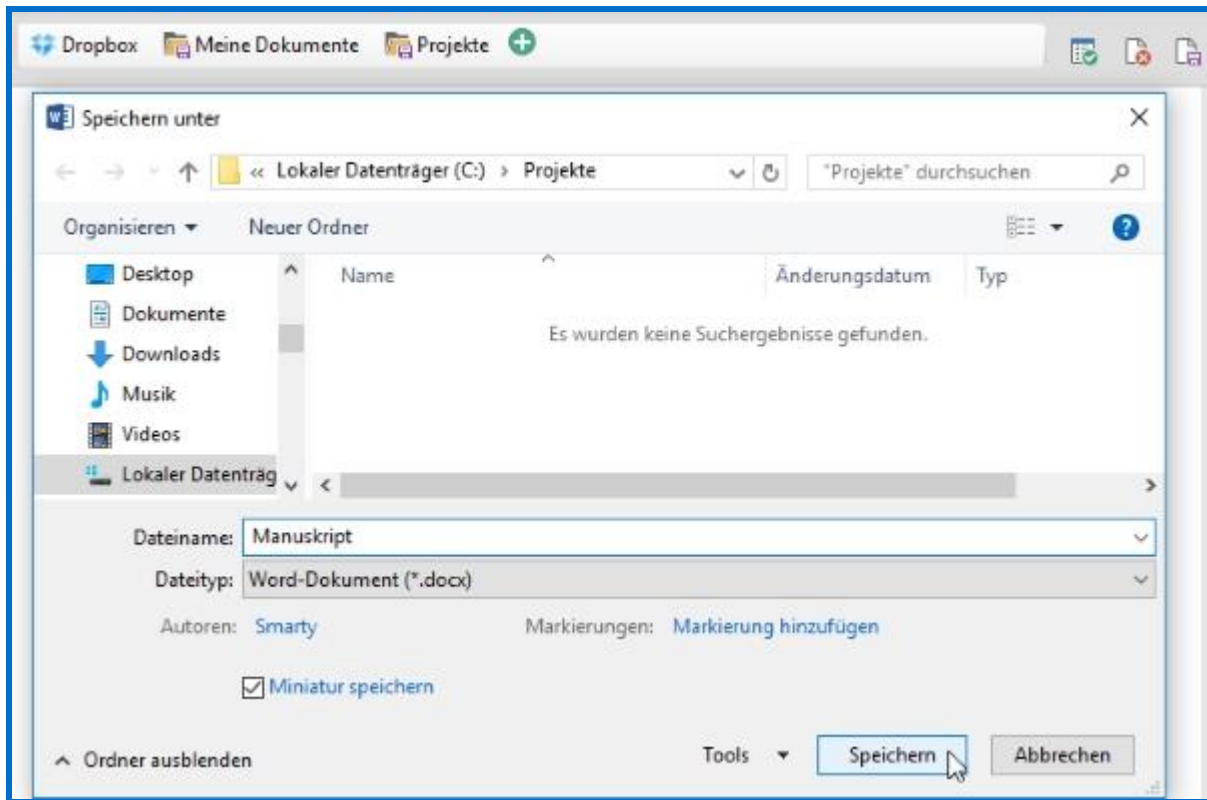 Dropbox Meine Dokumente Projekte
Speichern unter
« Lokaler Datenträger (C:) › Projekte "Projekte" durchsuchen
Organisieren Neuer Ordner
Name Änderungsdatum Typ
Desktop
Dokumente
Es wurden keine Suchergebnisse gefunden.
Downloads
Musik
Videos
Lokaler Datenträg
Dateiname: Manuskript
Dateityp: Word-Dokument (*.docx)
Autoren: Smarty Markierungen: Markierung hinzufügen
Miniatur speichern
Ordner ausblenden Tools Speichern Abbrechen